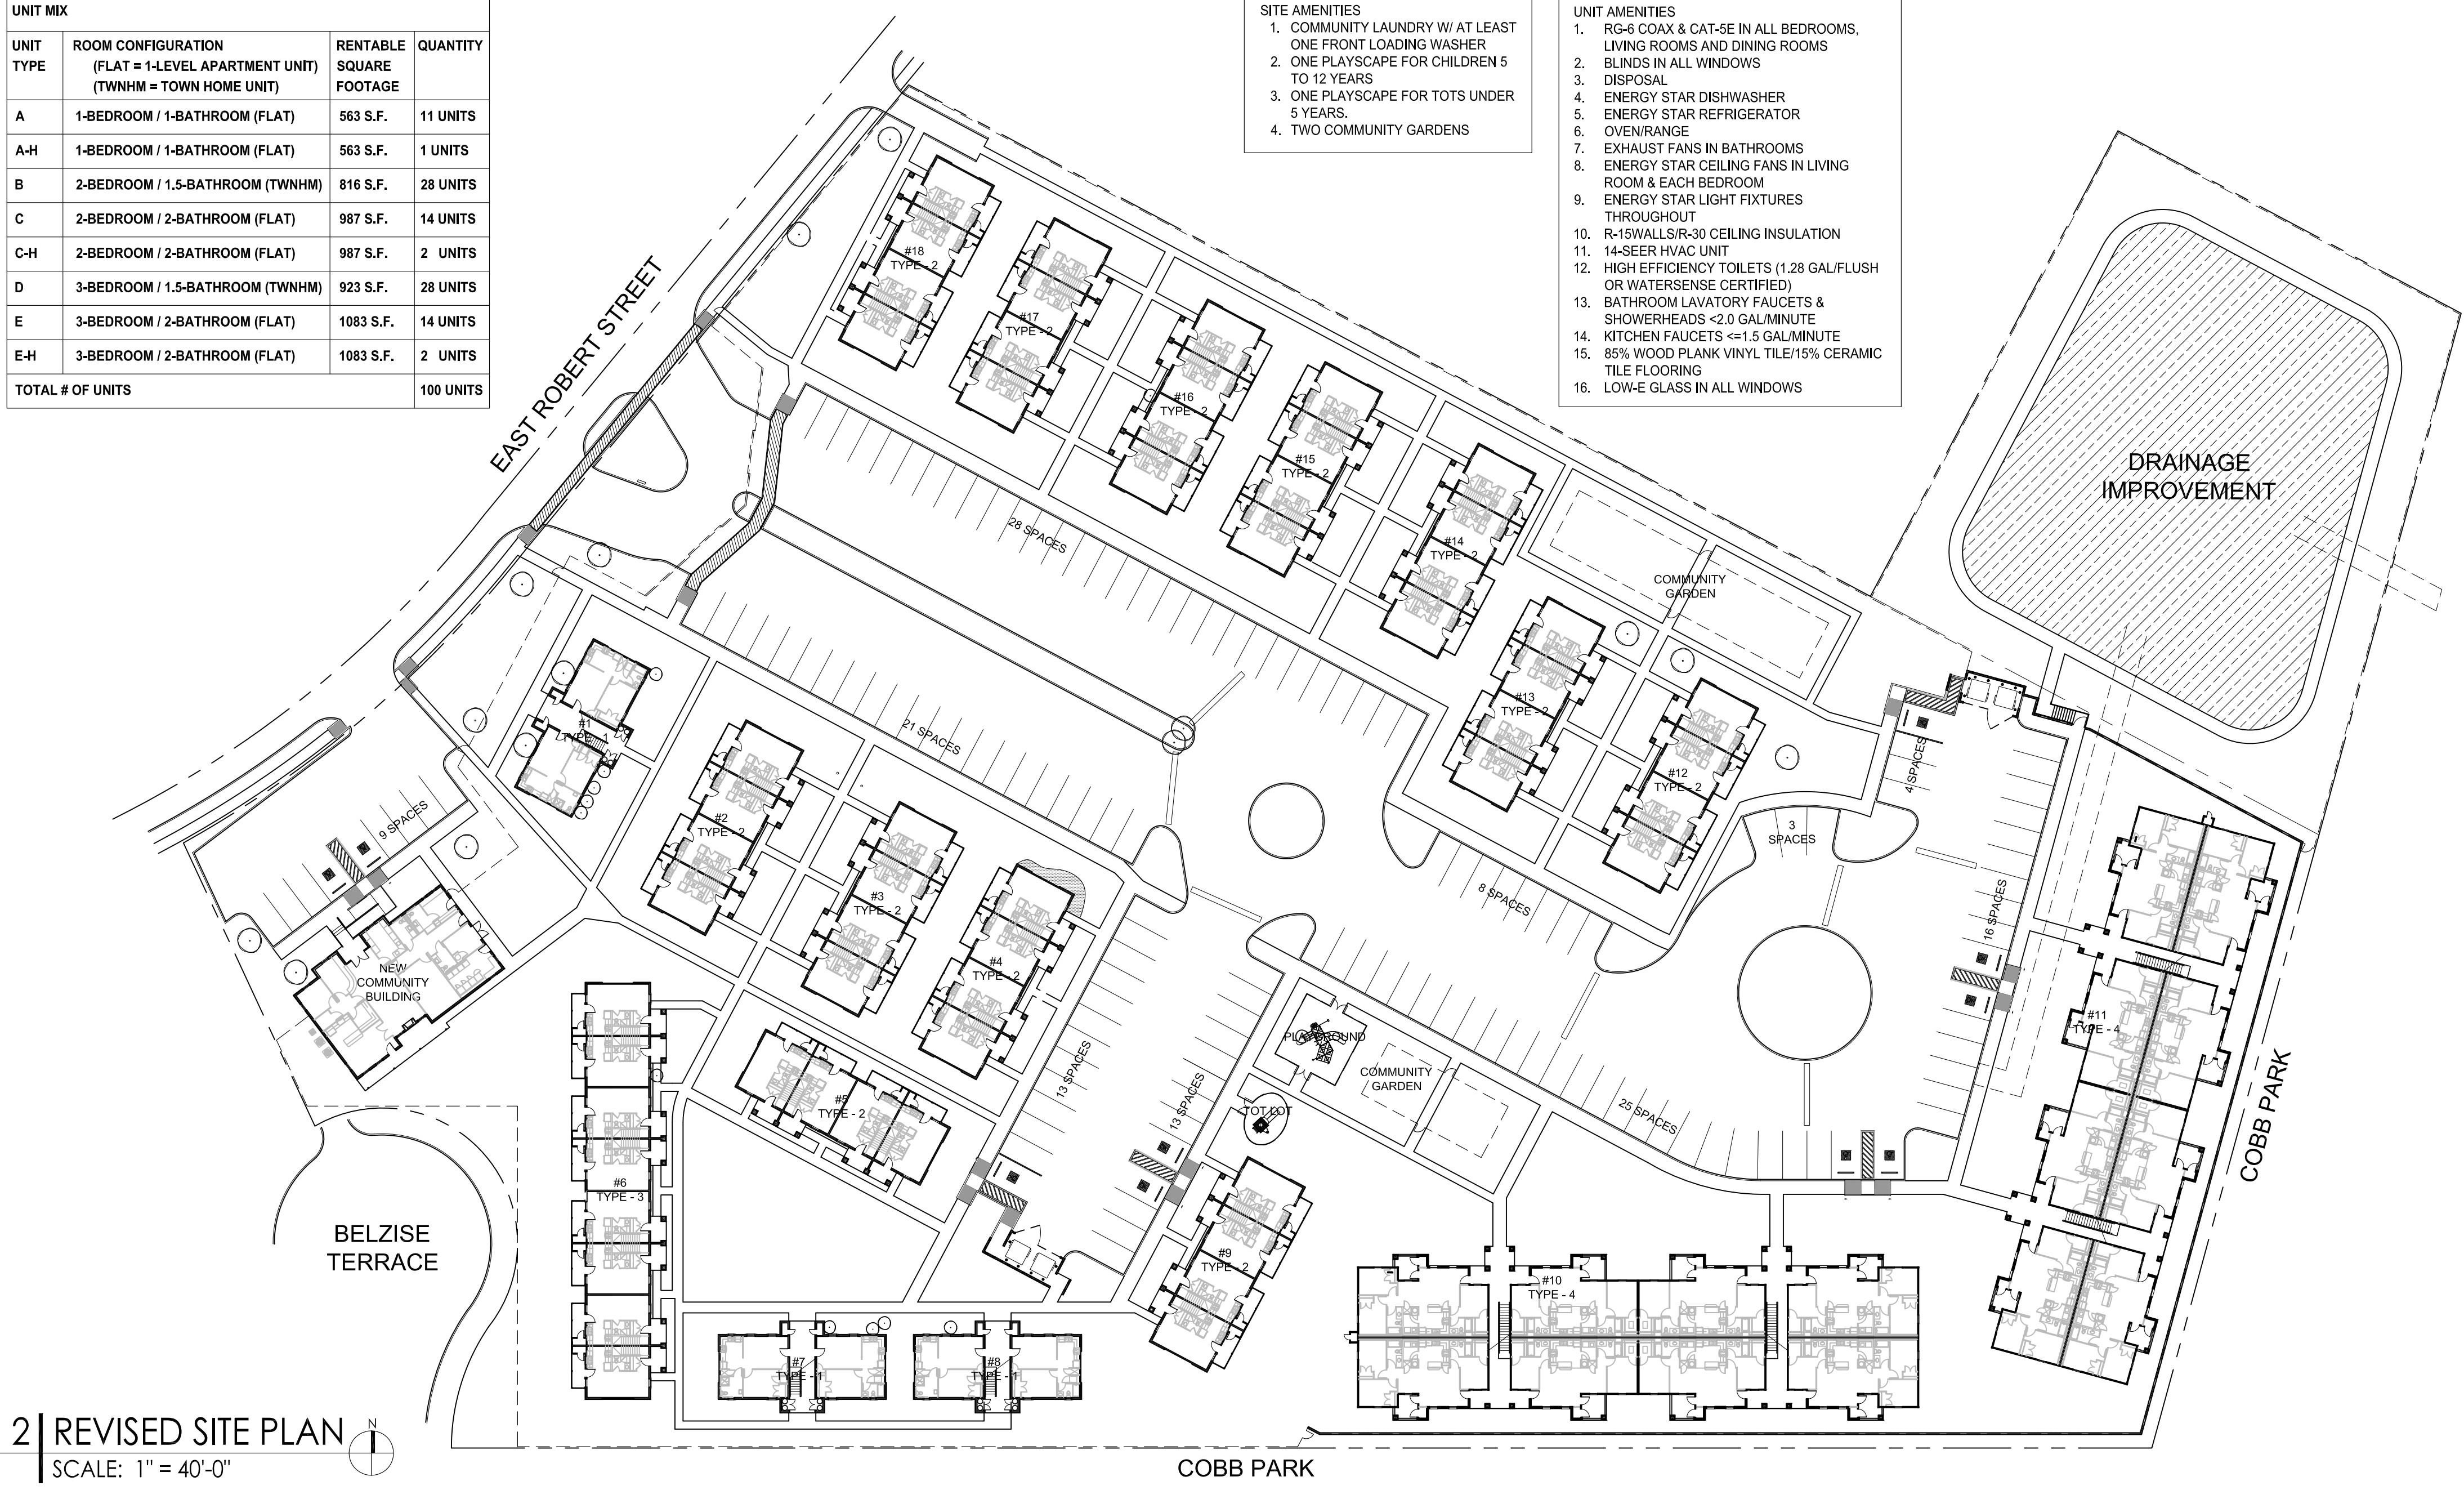 UNIT MIX
UNIT TYPE | ROOM CONFIGURATION (FLAT = 1-LEVEL APARTMENT UNIT) (TWNHM = TOWN HOME UNIT) | RENTABLE SQUARE FOOTAGE | QUANTITY
A | 1-BEDROOM / 1-BATHROOM (FLAT) | 563 S.F. | 11 UNITS
A-H | 1-BEDROOM / 1-BATHROOM (FLAT) | 563 S.F. | 1 UNITS
B | 2-BEDROOM / 1.5-BATHROOM (TWNHM) | 816 S.F. | 28 UNITS
C | 2-BEDROOM / 2-BATHROOM (FLAT) | 987 S.F. | 14 UNITS
C-H | 2-BEDROOM / 2-BATHROOM (FLAT) | 987 S.F. | 2 UNITS
D | 3-BEDROOM / 1.5-BATHROOM (TWNHM) | 923 S.F. | 28 UNITS
E | 3-BEDROOM / 2-BATHROOM (FLAT) | 1083 S.F. | 14 UNITS
E-H | 3-BEDROOM / 2-BATHROOM (FLAT) | 1083 S.F. | 2 UNITS
TOTAL # OF UNITS | 100 UNITS
SITE AMENITIES
1. COMMUNITY LAUNDRY W/ AT LEAST
ONE FRONT LOADING WASHER
2. ONE PLAYSCAPE FOR CHILDREN 5
TO 12 YEARS
3. ONE PLAYSCAPE FOR TOTS UNDER
5 YEARS.
4. TWO COMMUNITY GARDENS
UNIT AMENITIES
1. RG-6 COAX & CAT-5E IN ALL BEDROOMS,
LIVING ROOMS AND DINING ROOMS
2. BLINDS IN ALL WINDOWS
3. DISPOSAL
4. ENERGY STAR DISHWASHER
5. ENERGY STAR REFRIGERATOR
6. OVEN/RANGE
7. EXHAUST FANS IN BATHROOMS
8. ENERGY STAR CEILING FANS IN LIVING
ROOM & EACH BEDROOM
9. ENERGY STAR LIGHT FIXTURES
THROUGHOUT
10. R-15WALLS/R-30 CEILING INSULATION
11. 14-SEER HVAC UNIT
12. HIGH EFFICIENCY TOILETS (1.28 GAL/FLUSH
OR WATERSENSE CERTIFIED)
13. BATHROOM LAVATORY FAUCETS &
SHOWERHEADS <2.0 GAL/MINUTE
14. KITCHEN FAUCETS <=1.5 GAL/MINUTE
15. 85% WOOD PLANK VINYL TILE/15% CERAMIC
TILE FLOORING
16. LOW-E GLASS IN ALL WINDOWS
EAST ROBERT STREET
DRAINAGE
IMPROVEMENT
#18
TYPE - 2
#17
TYPE - 2
#16
TYPE - 2
#15
TYPE - 2
#14
TYPE - 2
28 SPACES
COMMUNITY
GARDEN
#13
TYPE - 2
#12
TYPE - 2
#1
TYPE - 1
21 SPACES
4 SPACES
9 SPACES
#2
TYPE - 2
#3
TYPE - 2
#4
TYPE - 2
3
SPACES
8 SPACES
16 SPACES
NEW
COMMUNITY
BUILDING
#11
TYPE - 4
PLAYGROUND
COMMUNITY
GARDEN
13 SPACES
13 SPACES
#5
TYPE - 2
TOT LOT
25 SPACES
COBB PARK
#6
TYPE - 3
BELZISE
TERRACE
#9
TYPE - 2
#10
TYPE - 4
#7
TYPE - 1
#8
TYPE - 1
2 REVISED SITE PLAN
N
SCALE: 1" = 40'-0"
COBB PARK